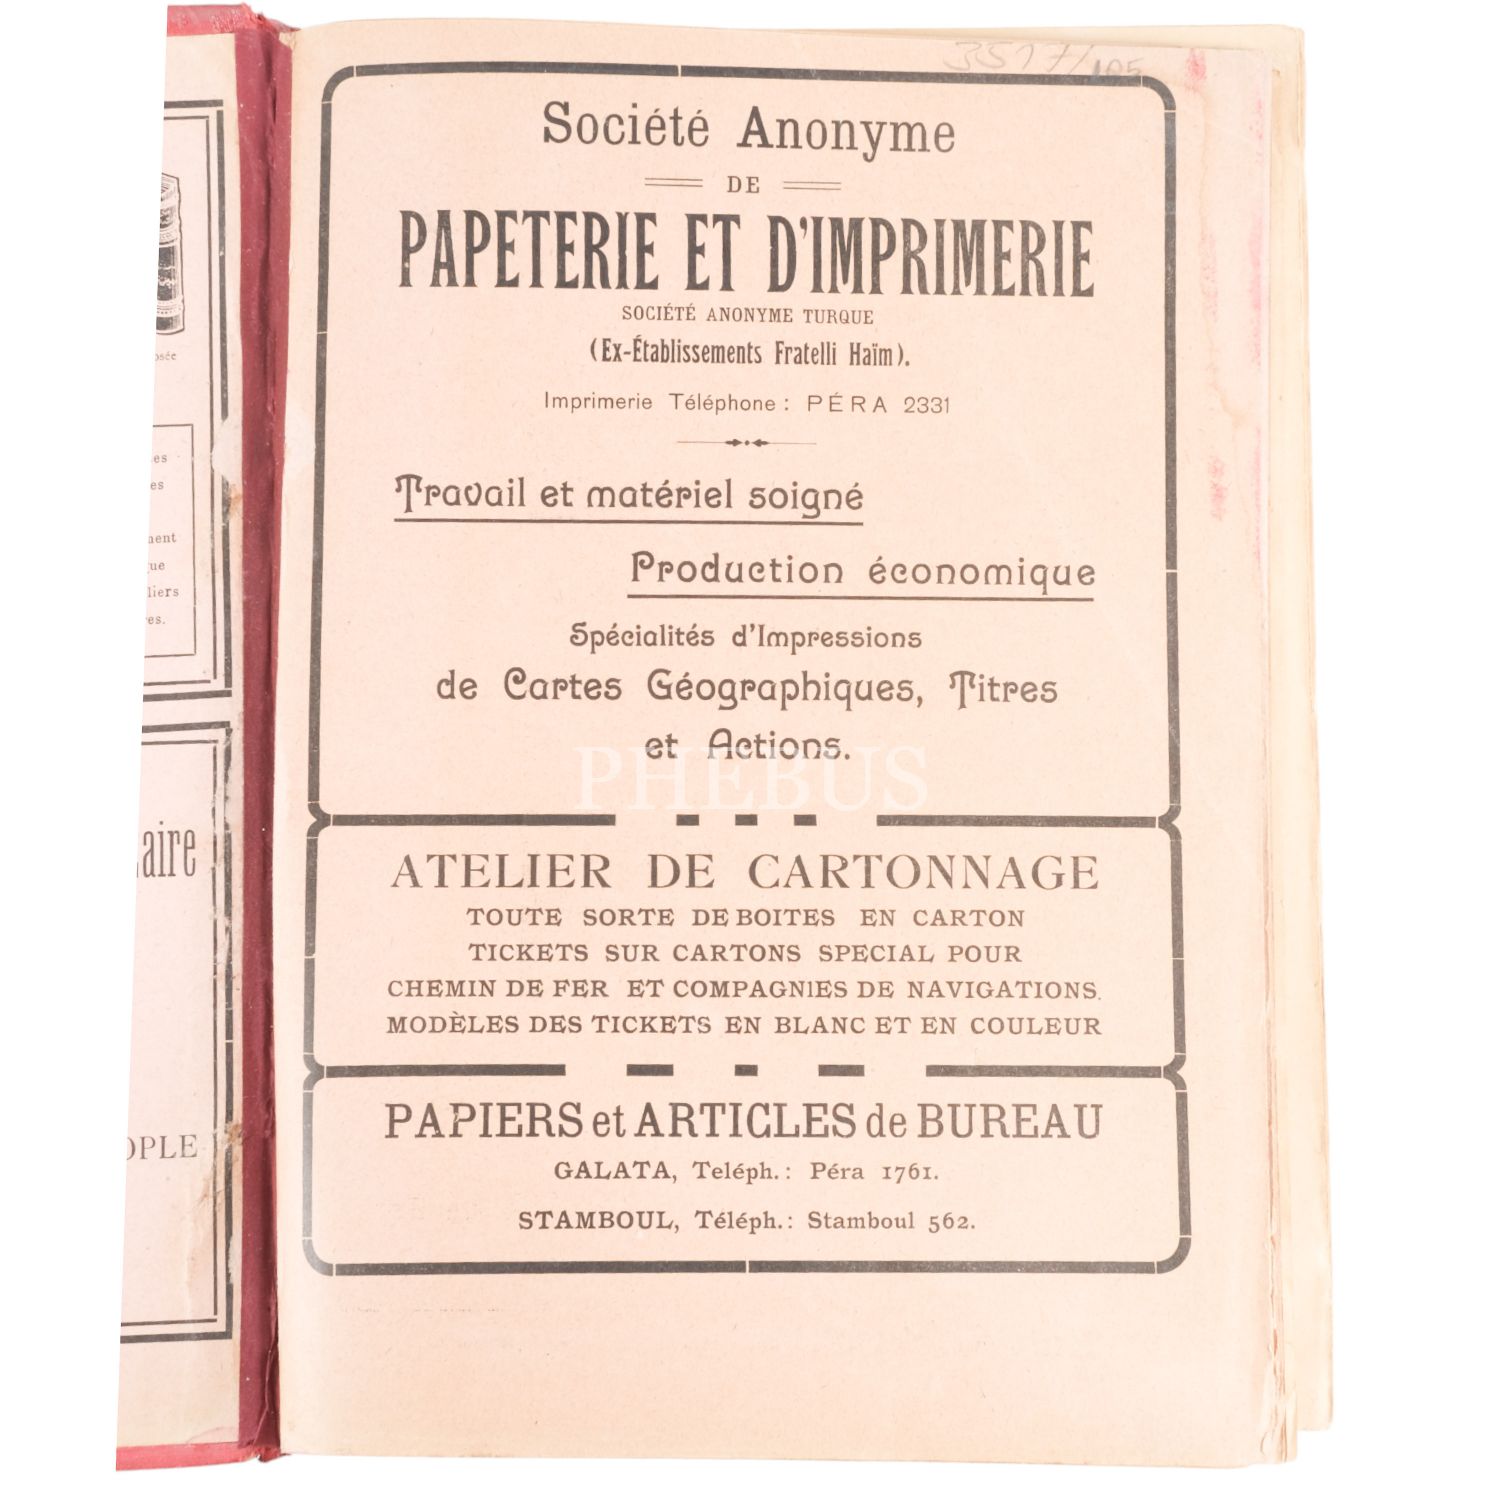 3517/105
Société Anonyme
DE
PAPETERIE ET D'IMPRIMERIE
SOCIÉTÉ ANONYME TURQUE
(Ex-Établissements Fratelli Haïm).
Imprimerie Téléphone: PÉRA 2331
Travail et matériel soigné
Production économique
Spécialités d'Impressions
de Cartes Géographiques, Titres
et Actions.
PHEBUS
ATELIER DE CARTONNAGE
TOUTE SORTE DE BOITES EN CARTON
TICKETS SUR CARTONS SPECIAL POUR
CHEMIN DE FER ET COMPAGNIES DE NAVIGATIONS.
MODÈLES DES TICKETS EN BLANC ET EN COULEUR
PAPIERS et ARTICLES de BUREAU
GALATA, Teléph.: Péra 1761.
STAMBOUL, Téléph.: Stamboul 562.